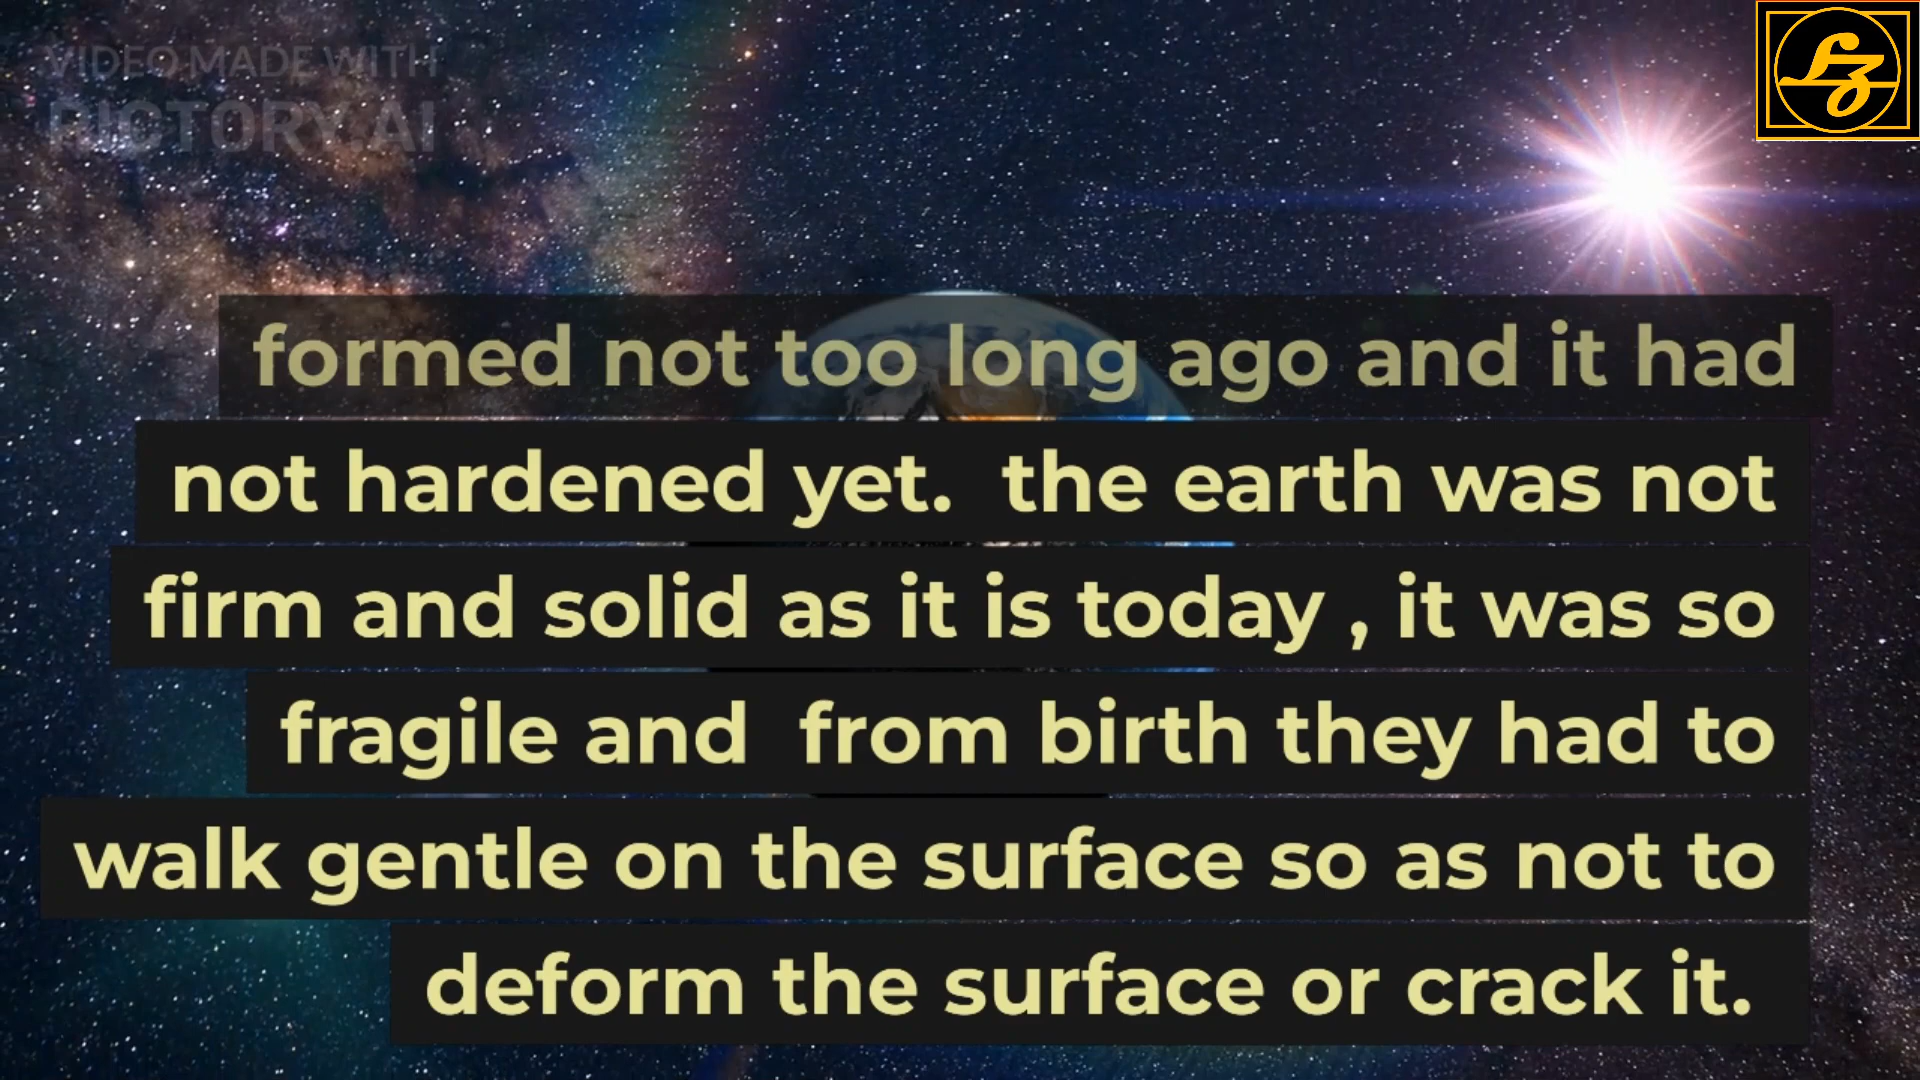 VIDEO MADE WITH
PICTORY.AI
formed not too long ago and it had
not hardened yet.  the earth was not
firm and solid as it is today , it was so
fragile and  from birth they had to
walk gentle on the surface so as not to
deform the surface or crack it.